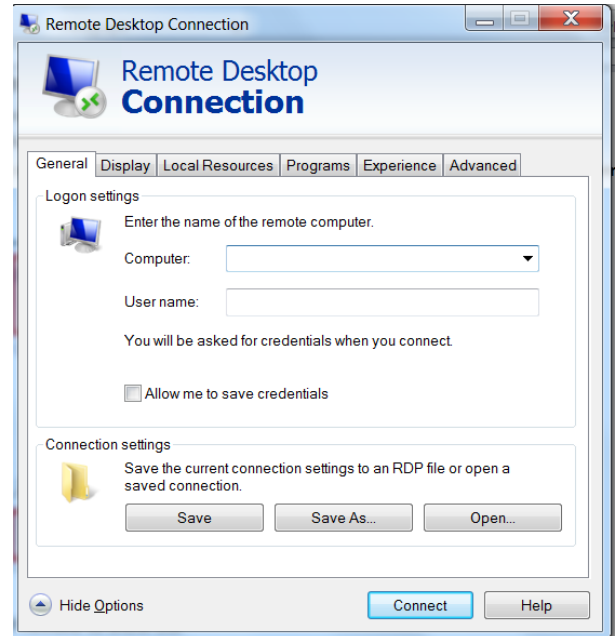 Remote Desktop Connection
Remote Desktop
Connection
General Display Local Resources Programs Experience Advanced
Logon settings
Enter the name of the remote computer.
Computer:
User name:
You will be asked for credentials when you connect.
Allow me to save credentials
Connection settings
Save the current connection settings to an RDP file or open a
saved connection.
Save Save As... Open...
Hide Options Connect Help